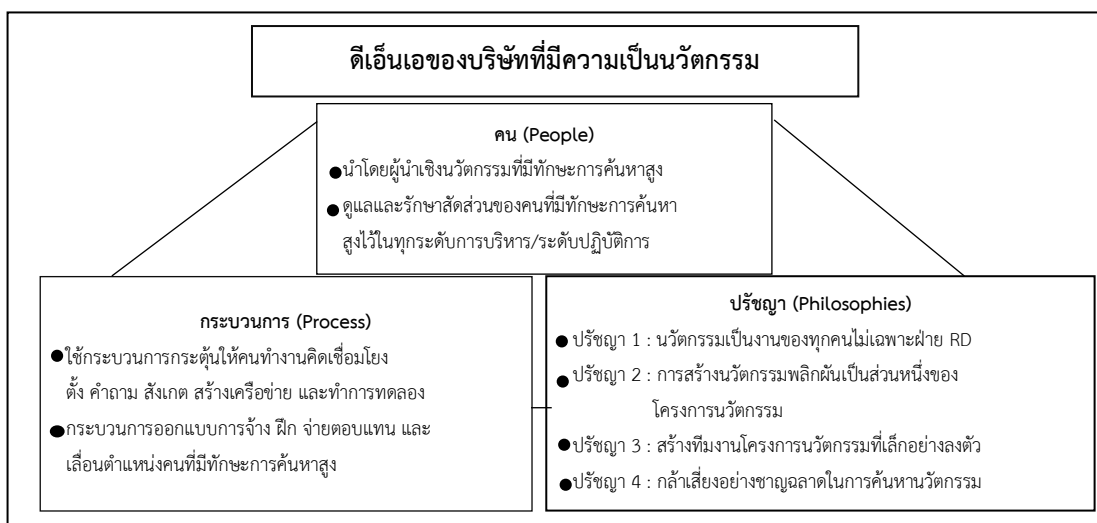 ดีเอ็นเอของบริษัทที่มีความเป็นนวัตกรรม
คน (People)
●นำโดยผู้นำเชิงนวัตกรรมที่มีทักษะการค้นหาสูง
● ดูแลและรักษาสัดส่วนของคนที่มีทักษะการค้นหา
สูงไว้ในทุกระดับการบริหาร/ระดับปฏิบัติการ
กระบวนการ (Process)
●ใช้กระบวนการกระตุ้นให้คนทำงานคิดเชื่อมโยง
ตั้ง คำถาม สังเกต สร้างเครือข่าย และทำการทดลอง
●กระบวนการออกแบบการจ้าง ฝึก จ่ายตอบแทน และ
เลื่อนตำแหน่งคนที่มีทักษะการค้นหาสูง
ปรัชญา (Philosophies)
● ปรัชญา 1 : นวัตกรรมเป็นงานของทุกคนไม่เฉพาะฝ่าย RD
● ปรัชญา 2 : การสร้างนวัตกรรมพลิกผันเป็นส่วนหนึ่งของ
โครงการนวัตกรรม
● ปรัชญา 3 : สร้างทีมงานโครงการนวัตกรรมที่เล็กอย่างลงตัว
●ปรัชญา 4 : กล้าเสี่ยงอย่างชาญฉลาดในการค้นหานวัตกรรม